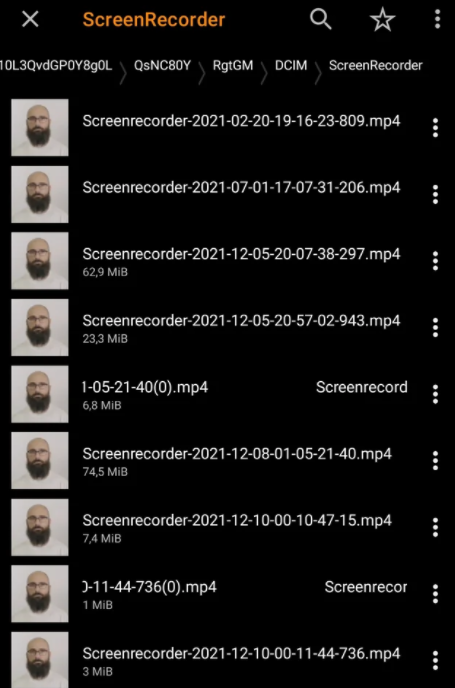 ScreenRecorder
10L3QvdGP0Y8g0L QsNC80Y RgtGM DCIM ScreenRecorder
Screenrecorder-2021-02-20-19-16-23-809.mp4
Screenrecorder-2021-07-01-17-07-31-206.mp4
Screenrecorder-2021-12-05-20-07-38-297.mp4
62,9 MiB
Screenrecorder-2021-12-05-20-57-02-943.mp4
23,3 MiB
1-05-21-40(0).mp4 Screenrecord
6,8 MiB
Screenrecorder-2021-12-08-01-05-21-40.mp4
74,5 MiB
Screenrecorder-2021-12-10-00-10-47-15.mp4
7,4 MiB
0-11-44-736(0).mp4 Screenrecor
1 MiB
Screenrecorder-2021-12-10-00-11-44-736.mp4
3 MiB